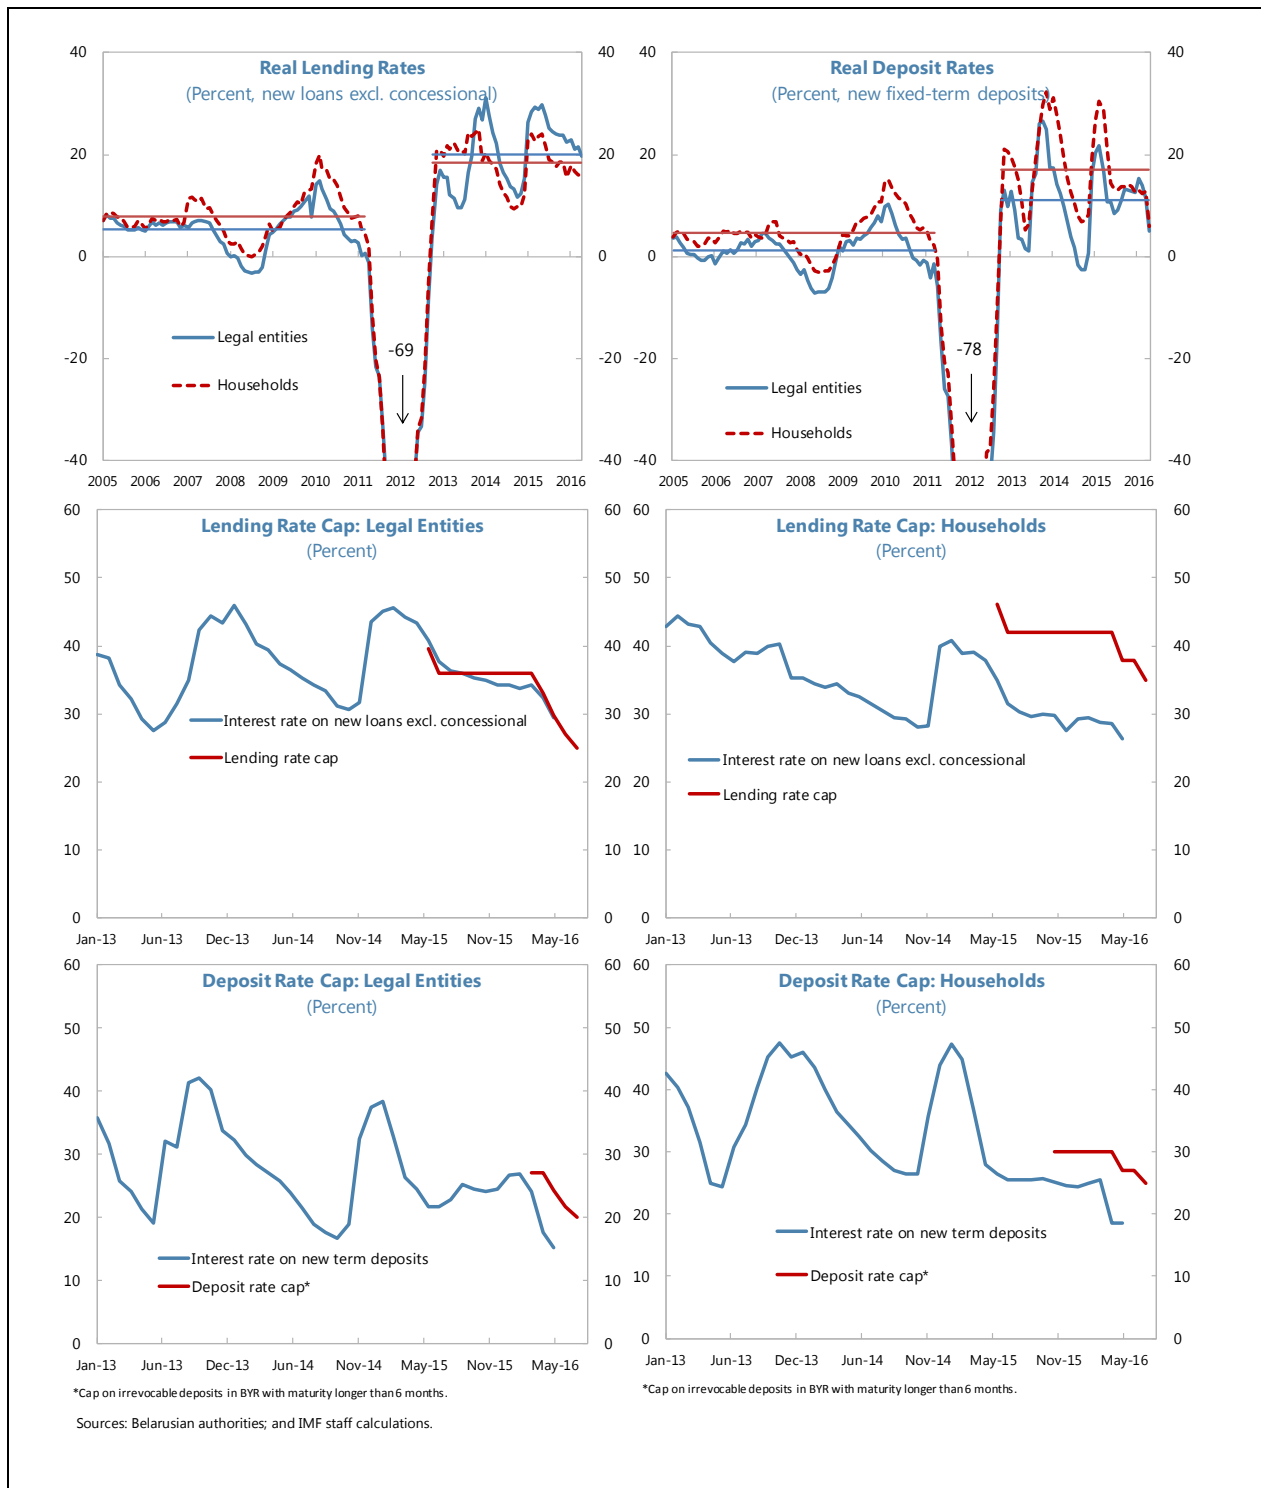 Real Lending Rates
(Percent, new loans excl. concessional)
40
20
0
-20
-40
40
20
0
-20
-40
Legal entities
Households
-69
2005 2006 2007 2008 2009 2010 2011 2012 2013 2014 2015 2016
Real Deposit Rates
(Percent, new fixed-term deposits)
40
20
0
-20
-40
40
20
0
-20
-40
-78
Legal entities
Households
2005 2006 2007 2008 2009 2010 2011 2012 2013 2014 2015 2016
Lending Rate Cap: Legal Entities
(Percent)
60
50
40
30
20
10
0
60
50
40
30
20
10
0
Interest rate on new loans excl. concessional
Lending rate cap
Jan-13 Jun-13 Dec-13 Jun-14 Nov-14 May-15 Nov-15 May-16
Lending Rate Cap: Households
(Percent)
60
50
40
30
20
10
0
60
50
40
30
20
10
0
Interest rate on new loans excl. concessional
Lending rate cap
Jan-13 Jun-13 Dec-13 Jun-14 Nov-14 May-15 Nov-15 May-16
Deposit Rate Cap: Legal Entities
(Percent)
60
50
40
30
20
10
0
60
50
40
30
20
10
0
Interest rate on new term deposits
Deposit rate cap*
Jan-13 Jun-13 Dec-13 Jun-14 Nov-14 May-15 Nov-15 May-16
*Cap on irrevocable deposits in BYR with maturity longer than 6 months.
Deposit Rate Cap: Households
(Percent)
60
50
40
30
20
10
0
60
50
40
30
20
10
0
Interest rate on new term deposits
Deposit rate cap*
Jan-13 Jun-13 Dec-13 Jun-14 Nov-14 May-15 Nov-15 May-16
*Cap on irrevocable deposits in BYR with maturity longer than 6 months.
Sources: Belarusian authorities; and IMF staff calculations.